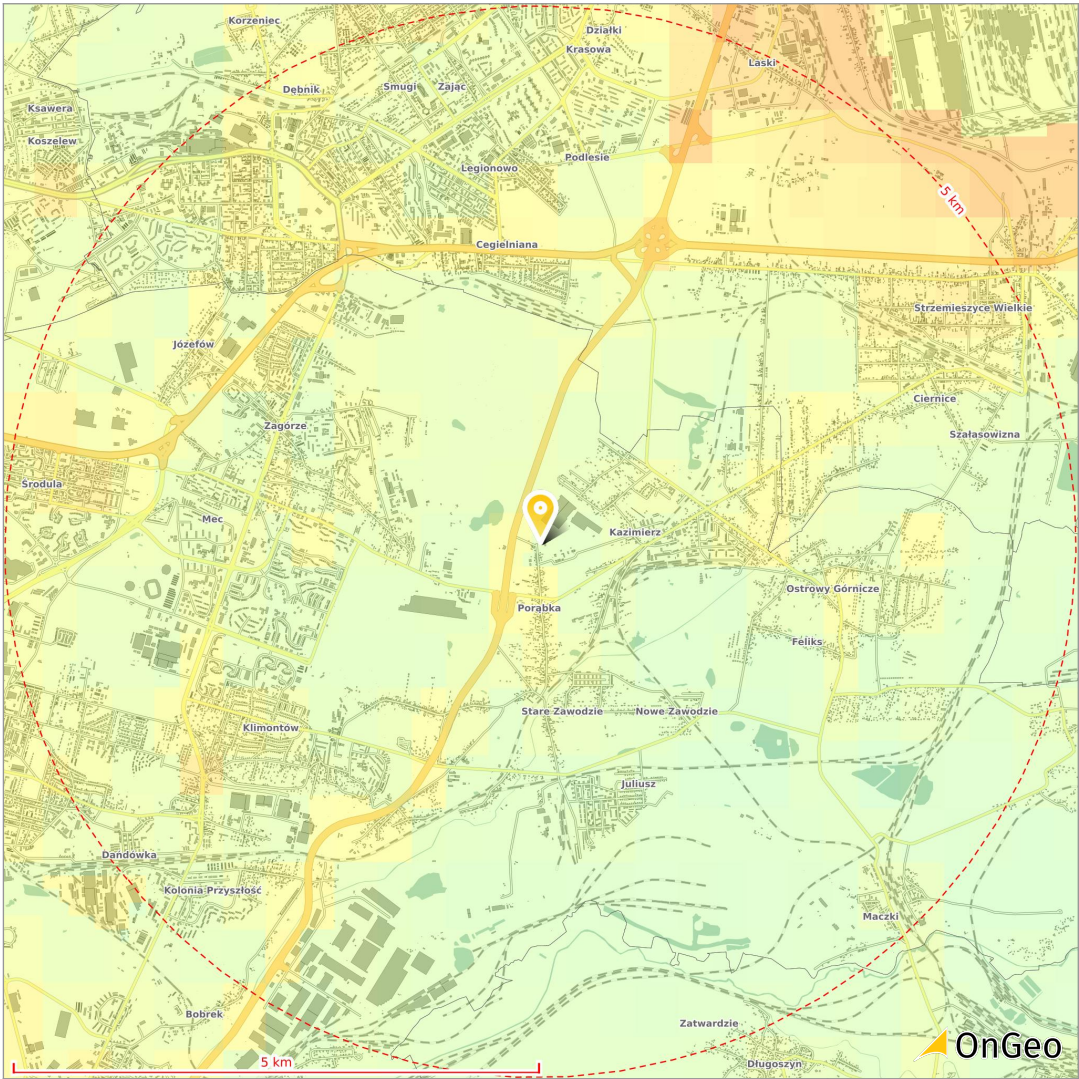 Korzeniec
Działki
Krasowa
Laski
Dębnik
Smugi
Zając
Ksawera
Koszelew
Legionowo
Podlesie
5 km
Cegielniana
Strzemieszyce Wielkie
Józefów
Ciernice
Zagórze
Szałasowizna
Środula
Mec
Kazimierz
Ostrowy Górnicze
Porąbka
Feliks
Stare Zawodzie
Nowe Zawodzie
Klimontów
Juliusz
Dandówka
Kolonia Przyszłość
Maczki
Bobrek
Zatwardzie
OnGeo
5 km
Długoszyn